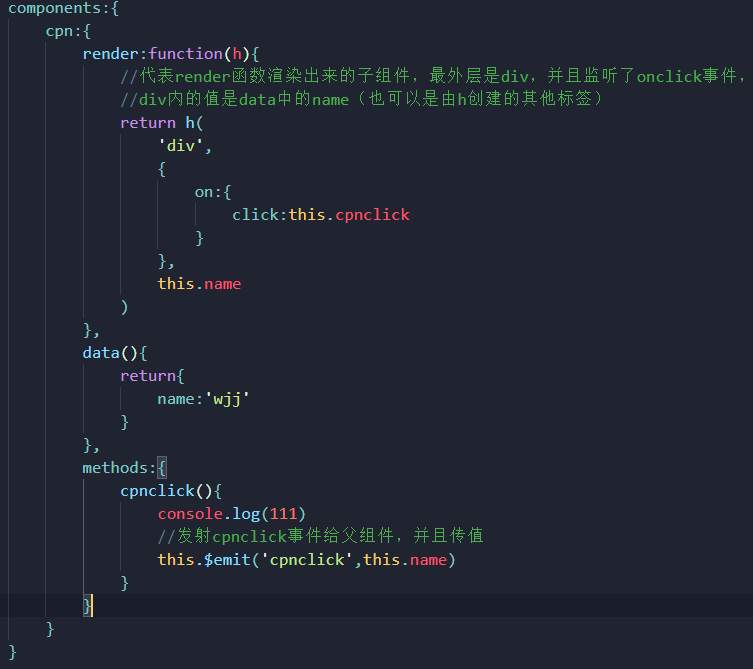 components:{
    cpn:{
        render:function(h){
            //代表render函数渲染出来的子组件，最外层是div，并且监听了onclick事件，
            //div内的值是data中的name（也可以是由h创建的其他标签）
            return h(
                'div',
                {
                    on:{
                        click:this.cpnclick
                    }
                },
                this.name
            )
        },
        data(){
            return{
                name:'wjj'
            }
        },
        methods:{
            cpnclick(){
                console.log(111)
                //发射cpnclick事件给父组件，并且传值
                this.$emit('cpnclick',this.name)
            }
        }
    }
}